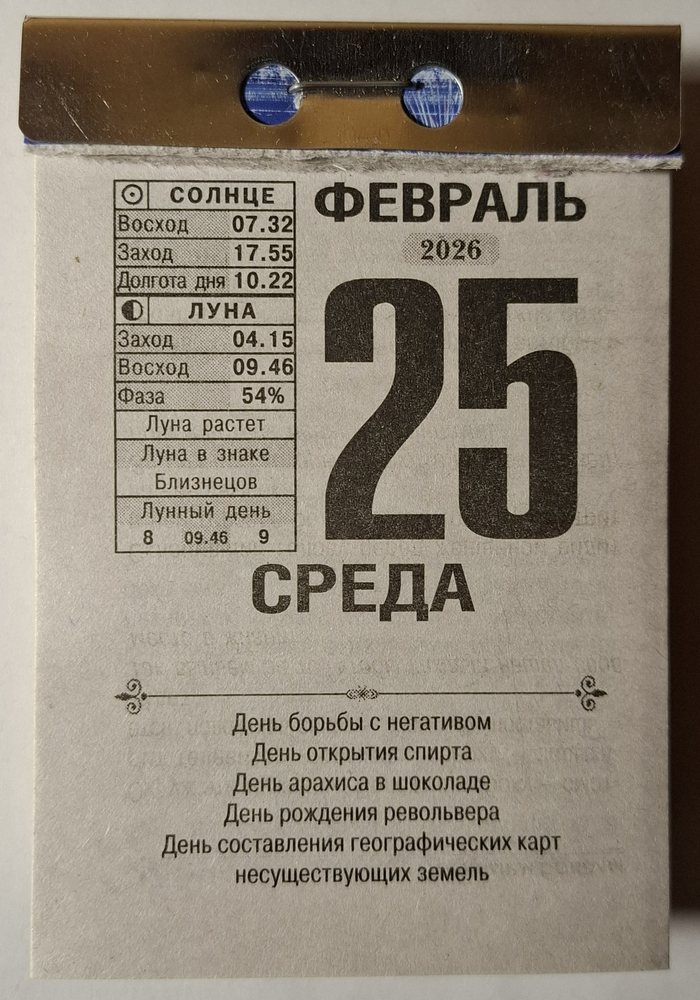 СОЛНЦЕ
Восход 07.32
Заход 17.55
Долгота дня 10.22
ЛУНА
Заход 04.15
Восход 09.46
Фаза 54%
Луна растет
Луна в знаке
Близнецов
Лунный день
8 09.46 9
ФЕВРАЛЬ
2026
25
СРЕДА
День борьбы с негативом
День открытия спирта
День арахиса в шоколаде
День рождения револьвера
День составления географических карт
несуществующих земель